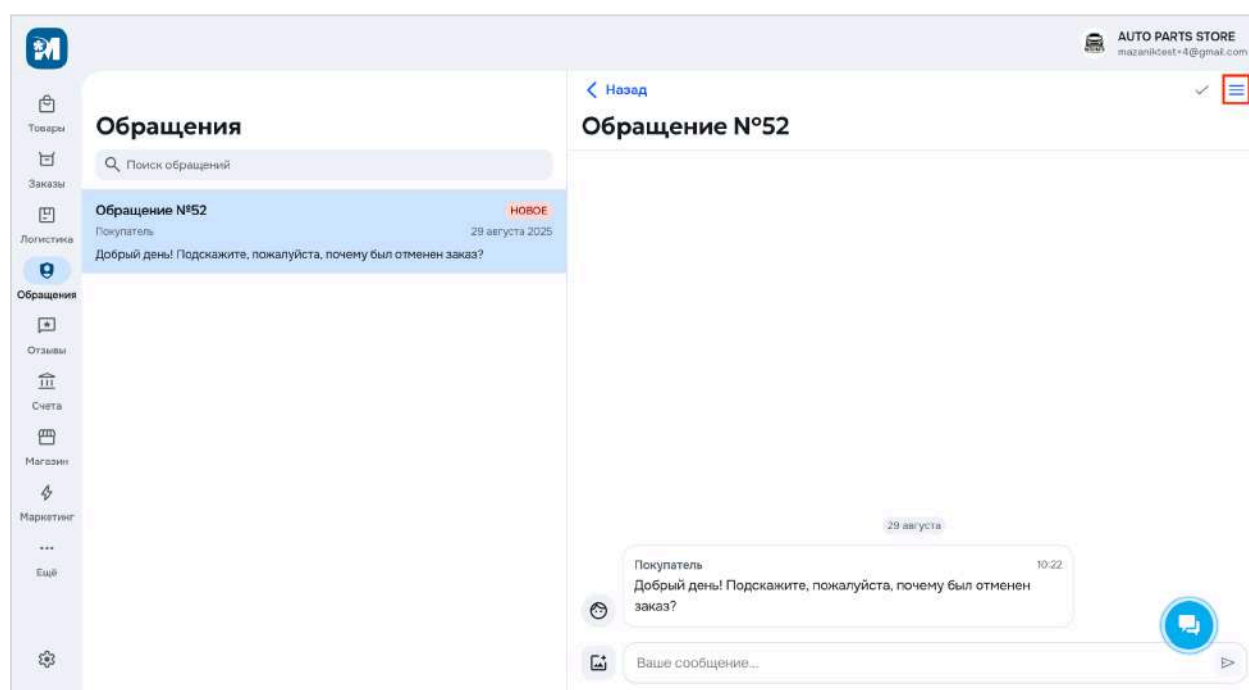 AUTO PARTS STORE
mazaniktest+4@gmail.com
Товары
Заказы
Логистика
Обращения
Отзывы
Счета
Магазин
Маркетинг
Ещё
Обращения
Поиск обращений
Обращение №52 НОВОЕ
Покупатель 29 августа 2025
Добрый день! Подскажите, пожалуйста, почему был отменен заказ?
Назад
Обращение №52
29 августа
Покупатель 10:22
Добрый день! Подскажите, пожалуйста, почему был отменен
заказ?
Ваше сообщение...